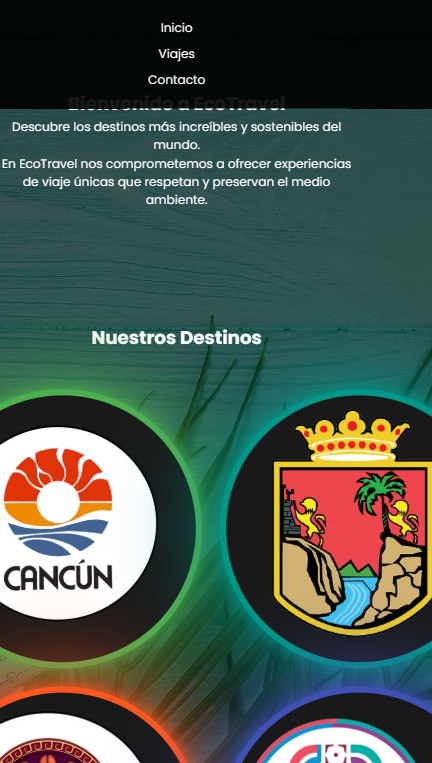 Inicio
Viajes
Contacto
Bienvenido a EcoTravel
Descubre los destinos más increíbles y sostenibles del
mundo.
En EcoTravel nos comprometemos a ofrecer experiencias
de viaje únicas que respetan y preservan el medio
ambiente.
Nuestros Destinos
CANCÚN